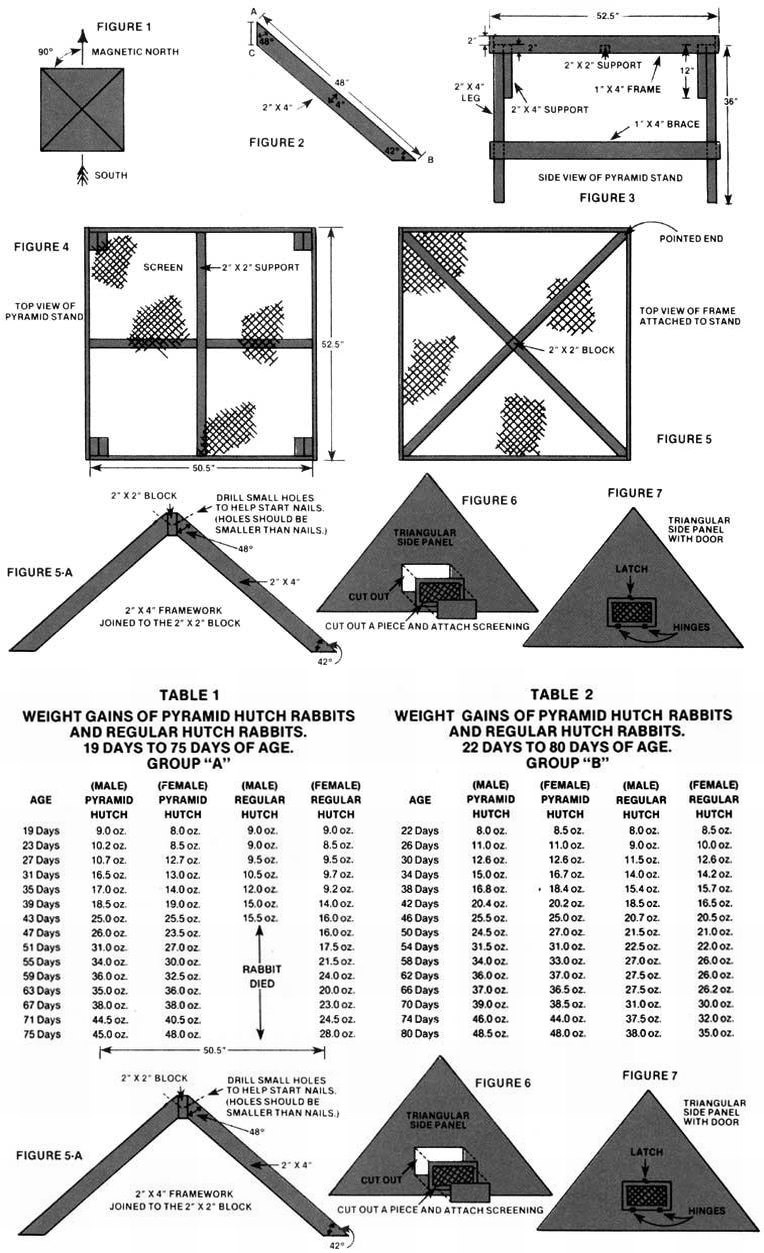 FIGURE 1
90°
MAGNETIC NORTH
SOUTH
A
48°
C
48"
2" X 4"
4"
42°
B
FIGURE 2
52.5"
2"
2"
2" X 2" SUPPORT
12"
2" X 4"
LEG
1" X 4" FRAME
2" X 4" SUPPORT
36"
1" X 4" BRACE
SIDE VIEW OF PYRAMID STAND
FIGURE 3
FIGURE 4
SCREEN
2" X 2" SUPPORT
TOP VIEW OF
PYRAMID STAND
52.5"
50.5"
POINTED END
TOP VIEW OF FRAME
ATTACHED TO STAND
2" X 2" BLOCK
FIGURE 5
2" X 2" BLOCK
DRILL SMALL HOLES
TO HELP START NAILS.
(HOLES SHOULD BE
SMALLER THAN NAILS.)
48°
FIGURE 5-A
2" X 4"
2" X 4" FRAMEWORK
JOINED TO THE 2" X 2" BLOCK
42°
FIGURE 6
TRIANGULAR
SIDE PANEL
CUT OUT
CUT OUT A PIECE AND ATTACH SCREENING
FIGURE 7
TRIANGULAR
SIDE PANEL
WITH DOOR
LATCH
HINGES
TABLE 1
WEIGHT GAINS OF PYRAMID HUTCH RABBITS
AND REGULAR HUTCH RABBITS.
19 DAYS TO 75 DAYS OF AGE.
GROUP "A"
(MALE) (FEMALE) (MALE) (FEMALE)
AGE PYRAMID PYRAMID REGULAR REGULAR
HUTCH HUTCH HUTCH HUTCH
19 Days 9.0 oz. 8.0 oz. 9.0 oz. 9.0 oz.
23 Days 10.2 oz. 8.5 oz. 9.0 oz. 8.5 oz.
27 Days 10.7 oz. 12.7 oz. 9.5 oz. 9.5 oz.
31 Days 16.5 oz. 13.0 oz. 10.5 oz. 9.7 oz.
35 Days 17.0 oz. 14.0 oz. 12.0 oz. 9.2 oz.
39 Days 18.5 oz. 19.0 oz. 15.0 oz. 14.0 oz.
43 Days 25.0 oz. 25.5 oz. 15.5 oz. 16.0 oz.
47 Days 26.0 oz. 23.5 oz. 16.0 oz.
51 Days 31.0 oz. 27.0 oz. 17.5 oz.
55 Days 34.0 oz. 30.0 oz. 21.5 oz.
RABBIT
59 Days 36.0 oz. 32.5 oz. 24.0 oz.
DIED
63 Days 35.0 oz. 36.0 oz. 20.0 oz.
67 Days 38.0 oz. 38.0 oz. 23.0 oz.
71 Days 44.5 oz. 40.5 oz. 24.5 oz.
75 Days 45.0 oz. 48.0 oz. 28.0 oz.
TABLE 2
WEIGHT GAINS OF PYRAMID HUTCH RABBITS
AND REGULAR HUTCH RABBITS.
22 DAYS TO 80 DAYS OF AGE.
GROUP "B"
(MALE) (FEMALE) (MALE) (FEMALE)
AGE PYRAMID PYRAMID REGULAR REGULAR
HUTCH HUTCH HUTCH HUTCH
22 Days 8.0 oz. 8.5 oz. 8.0 oz. 8.5 oz.
26 Days 11.0 oz. 11.0 oz. 9.0 oz. 10.0 oz.
30 Days 12.6 oz. 12.6 oz. 11.5 oz. 12.6 oz.
34 Days 15.0 oz. 16.7 oz. 14.0 oz. 14.2 oz.
38 Days 16.8 oz. 18.4 oz. 15.4 oz. 15.7 oz.
42 Days 20.4 oz. 20.2 oz. 18.5 oz. 16.5 oz.
46 Days 25.5 oz. 25.0 oz. 20.7 oz. 20.5 oz.
50 Days 24.5 oz. 27.0 oz. 21.5 oz. 21.0 oz.
54 Days 31.5 oz. 31.0 oz. 22.5 oz. 22.0 oz.
58 Days 34.0 oz. 33.0 oz. 27.0 oz. 26.0 oz.
62 Days 36.0 oz. 37.0 oz. 27.5 oz. 26.0 oz.
66 Days 37.0 oz. 36.5 oz. 27.5 oz. 26.2 oz.
70 Days 39.0 oz. 38.5 oz. 31.0 oz. 30.0 oz.
74 Days 46.0 oz. 44.0 oz. 37.5 oz. 32.0 oz.
80 Days 48.5 oz. 48.0 oz. 38.0 oz. 35.0 oz.
50.5"
2" X 2" BLOCK
DRILL SMALL HOLES
TO HELP START NAILS.
(HOLES SHOULD BE
SMALLER THAN NAILS.)
48°
FIGURE 5-A
2" X 4"
2" X 4" FRAMEWORK
JOINED TO THE 2" X 2" BLOCK
42°
FIGURE 6
TRIANGULAR
SIDE PANEL
CUT OUT
CUT OUT A PIECE AND ATTACH SCREENING
FIGURE 7
TRIANGULAR
SIDE PANEL
WITH DOOR
LATCH
HINGES